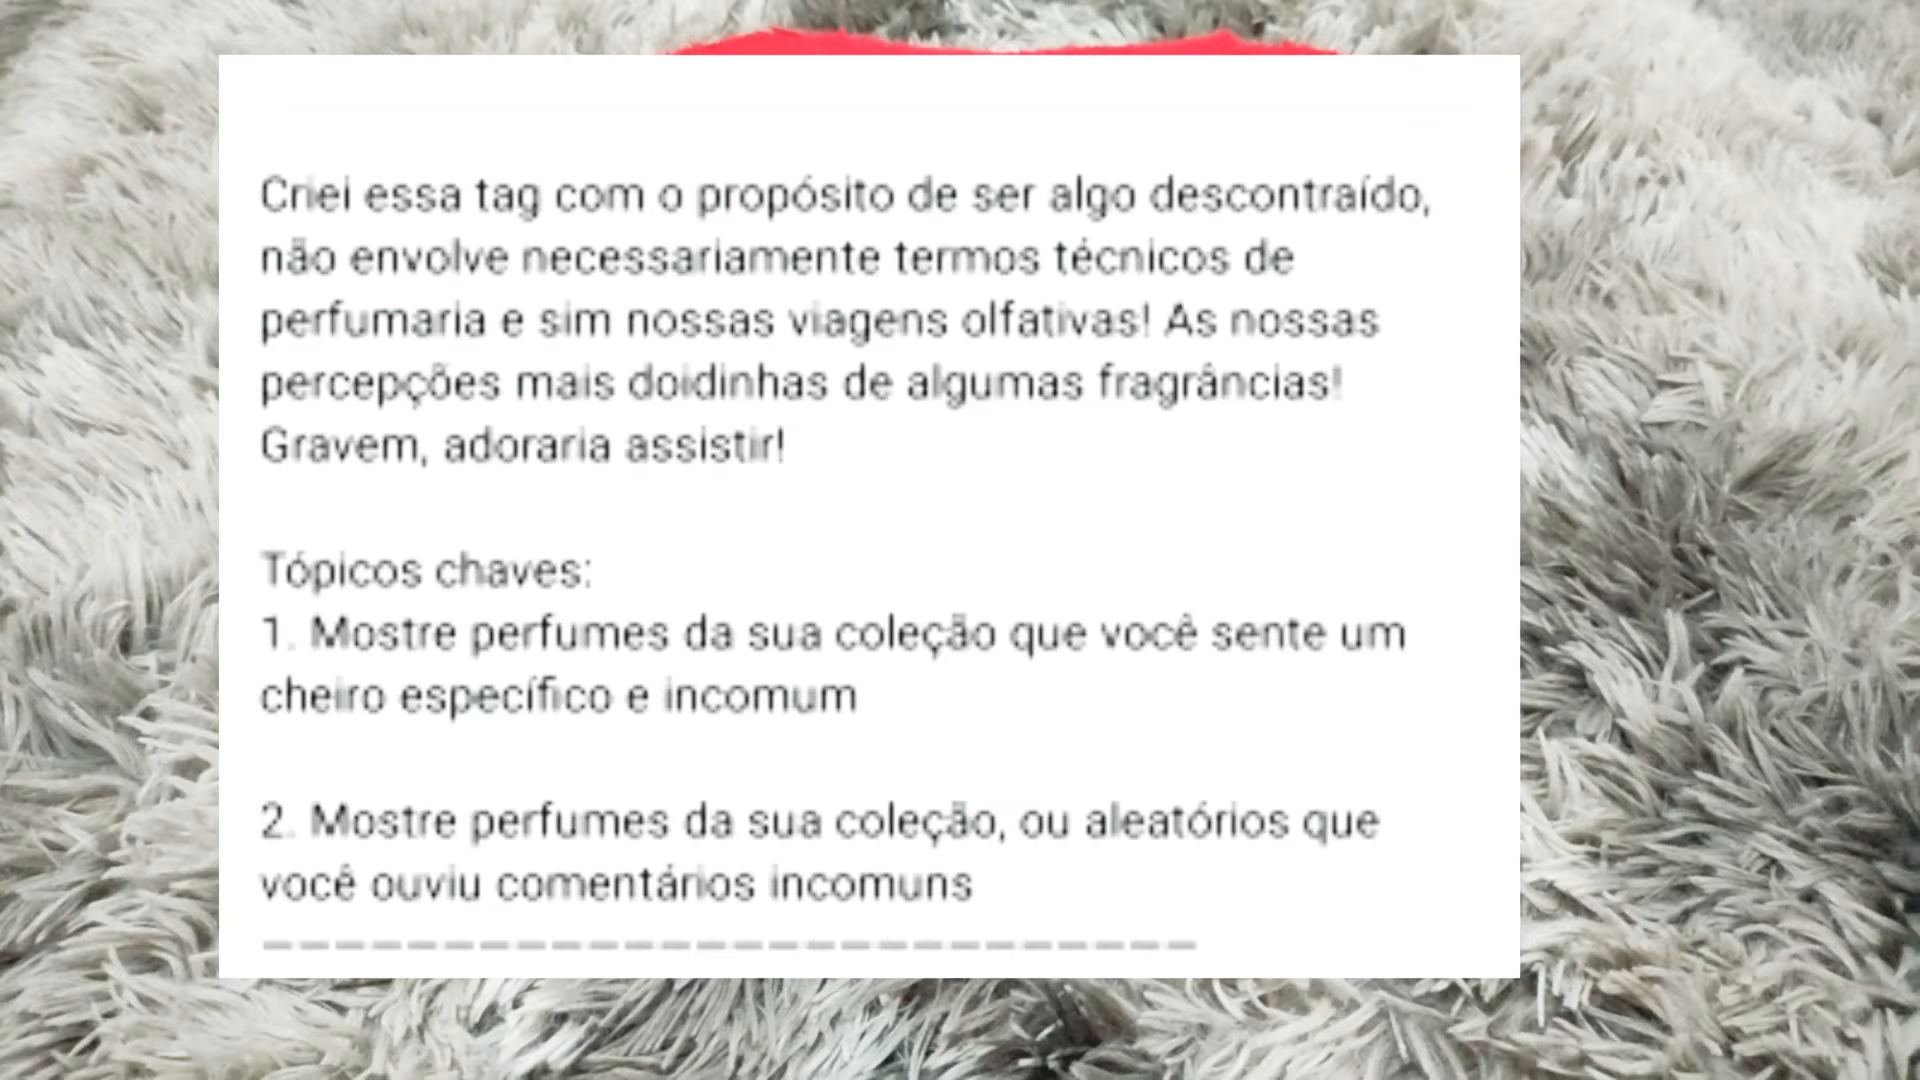 Criei essa tag com o propósito de ser algo descontraído,
não envolve necessariamente termos técnicos de
perfumaria e sim nossas viagens olfativas! As nossas
percepções mais doidinhas de algumas fragrâncias!
Gravem, adoraria assistir!
Tópicos chaves:
1. Mostre perfumes da sua coleção que você sente um
cheiro específico e incomum
2. Mostre perfumes da sua coleção, ou aleatórios que
você ouviu comentários incomuns